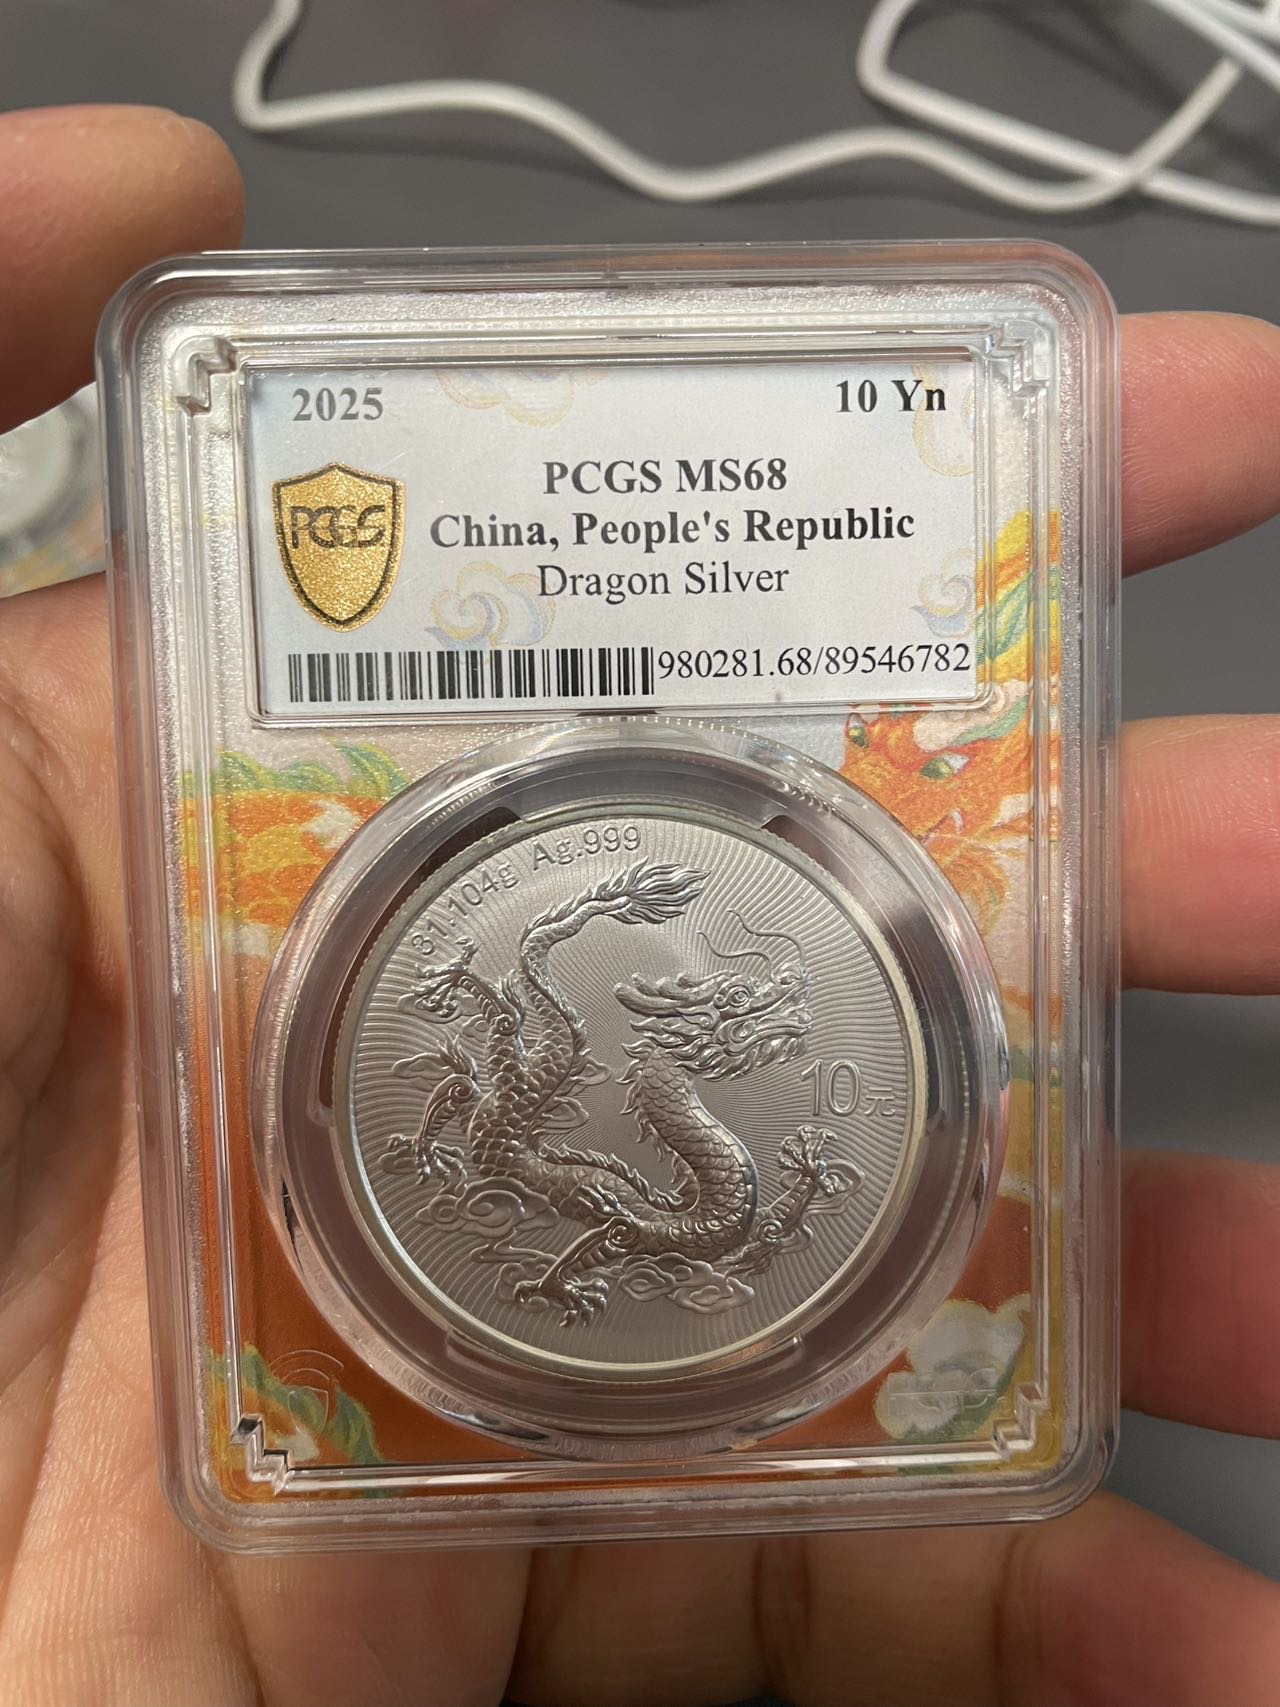 2025 10 Yn
PCGS MS68
China, People's Republic
PCGS
Dragon Silver
980281.68/89546782
31.104g Ag.999
10元